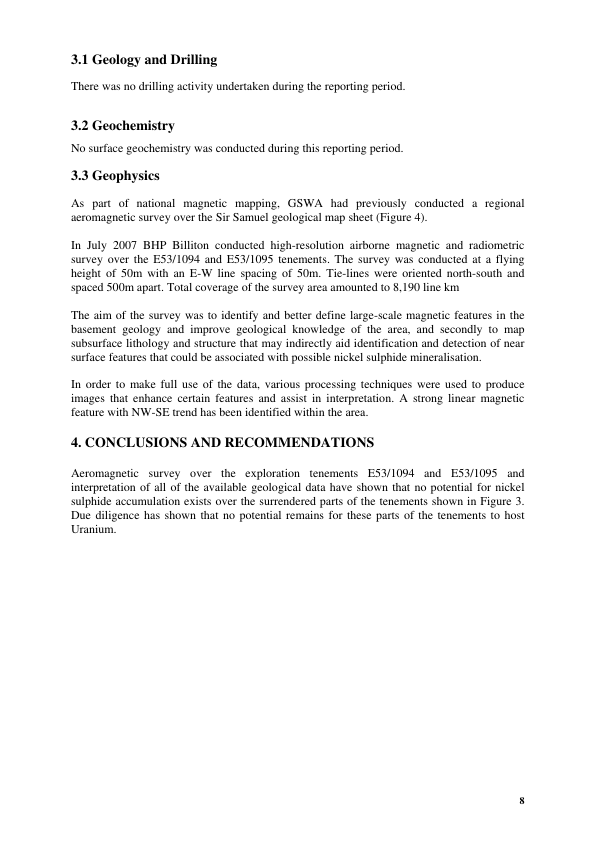 3.1 Geology and Drilling
There was no drilling activity undertaken during the reporting period.
3.2 Geochemistry
No surface geochemistry was conducted during this reporting period.
3.3 Geophysics
As part of national magnetic mapping, GSWA had previously conducted a regional
aeromagnetic survey over the Sir Samuel geological map sheet (Figure 4).
In July 2007 BHP Billiton conducted high-resolution airborne magnetic and radiometric
survey over the E53/1094 and E53/1095 tenements. The survey was conducted at a flying
height of 50m with an E-W line spacing of 50m. Tie-lines were oriented north-south and
spaced 500m apart. Total coverage of the survey area amounted to 8,190 line km
The aim of the survey was to identify and better define large-scale magnetic features in the
basement geology and improve geological knowledge of the area, and secondly to map
subsurface lithology and structure that may indirectly aid identification and detection of near
surface features that could be associated with possible nickel sulphide mineralisation.
In order to make full use of the data, various processing techniques were used to produce
images that enhance certain features and assist in interpretation. A strong linear magnetic
feature with NW-SE trend has been identified within the area.
4. CONCLUSIONS AND RECOMMENDATIONS
Aeromagnetic survey over the exploration tenements E53/1094 and E53/1095 and
interpretation of all of the available geological data have shown that no potential for nickel
sulphide accumulation exists over the surrendered parts of the tenements shown in Figure 3.
Due diligence has shown that no potential remains for these parts of the tenements to host
Uranium.
8